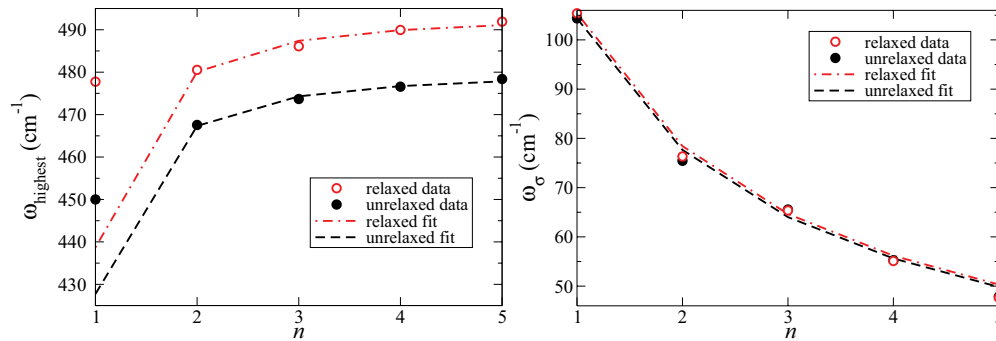 490
480
470
460
450
440
430
ω_highest (cm⁻¹)
relaxed data
unrelaxed data
relaxed fit
unrelaxed fit
1 2 3 4 5
n
100
90
80
70
60
50
ω_σ (cm⁻¹)
relaxed data
unrelaxed data
relaxed fit
unrelaxed fit
1 2 3 4
n